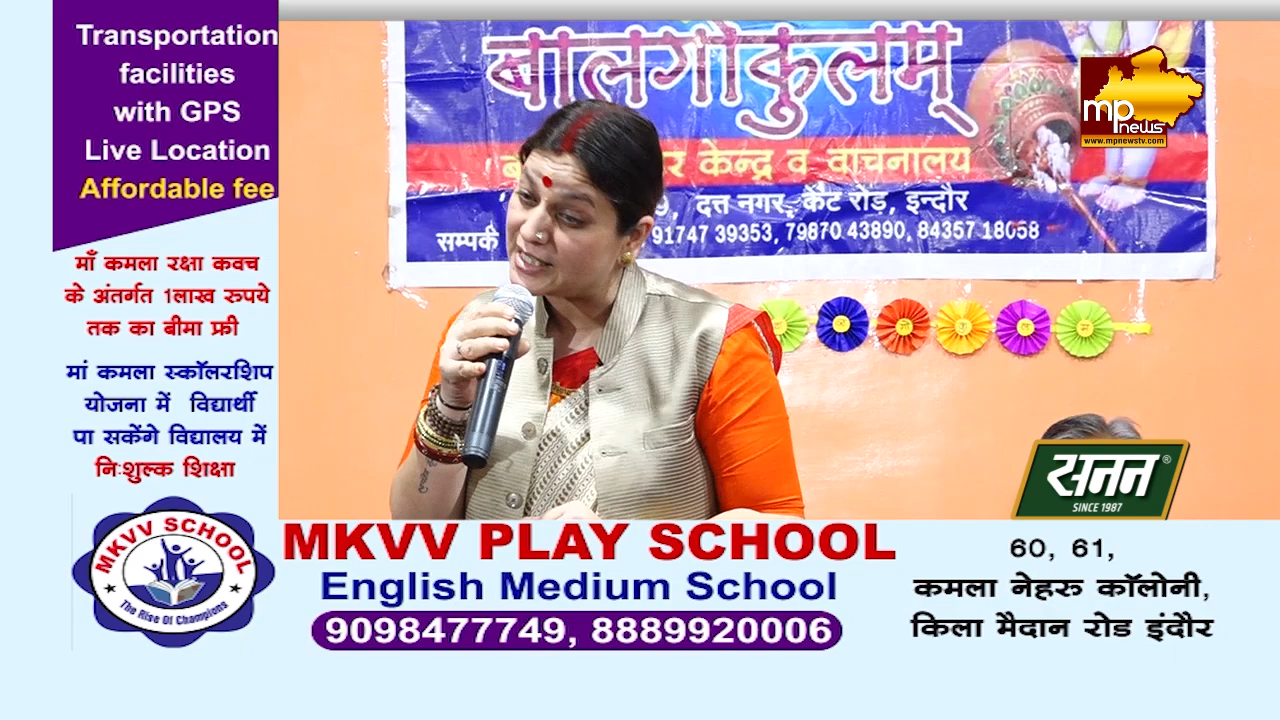 Transportation
facilities
with GPS
Live Location
Affordable fee
माँ कमला रक्षा कवच
के अंतर्गत 1लाख रुपये
तक का बीमा फ्री
मां कमला स्कॉलरशिप
योजना में विद्यार्थी
पा सकेंगे विद्यालय में
निःशुल्क शिक्षा
MKVV SCHOOL
The Rise Of Champions
बालगोकुलम्
केन्द्र व वाचनालय
दत्त नगर, कैंट रोड़, इन्दौर
सम्पर्क 91747 39353, 79870 43890, 84357 18058
mp
news
www.mpnewstv.com
सनन ®
SINCE 1987
MKVV PLAY SCHOOL
English Medium School
9098477749, 8889920006
60, 61,
कमला नेहरु कॉलोनी,
किला मैदान रोड इंदौर